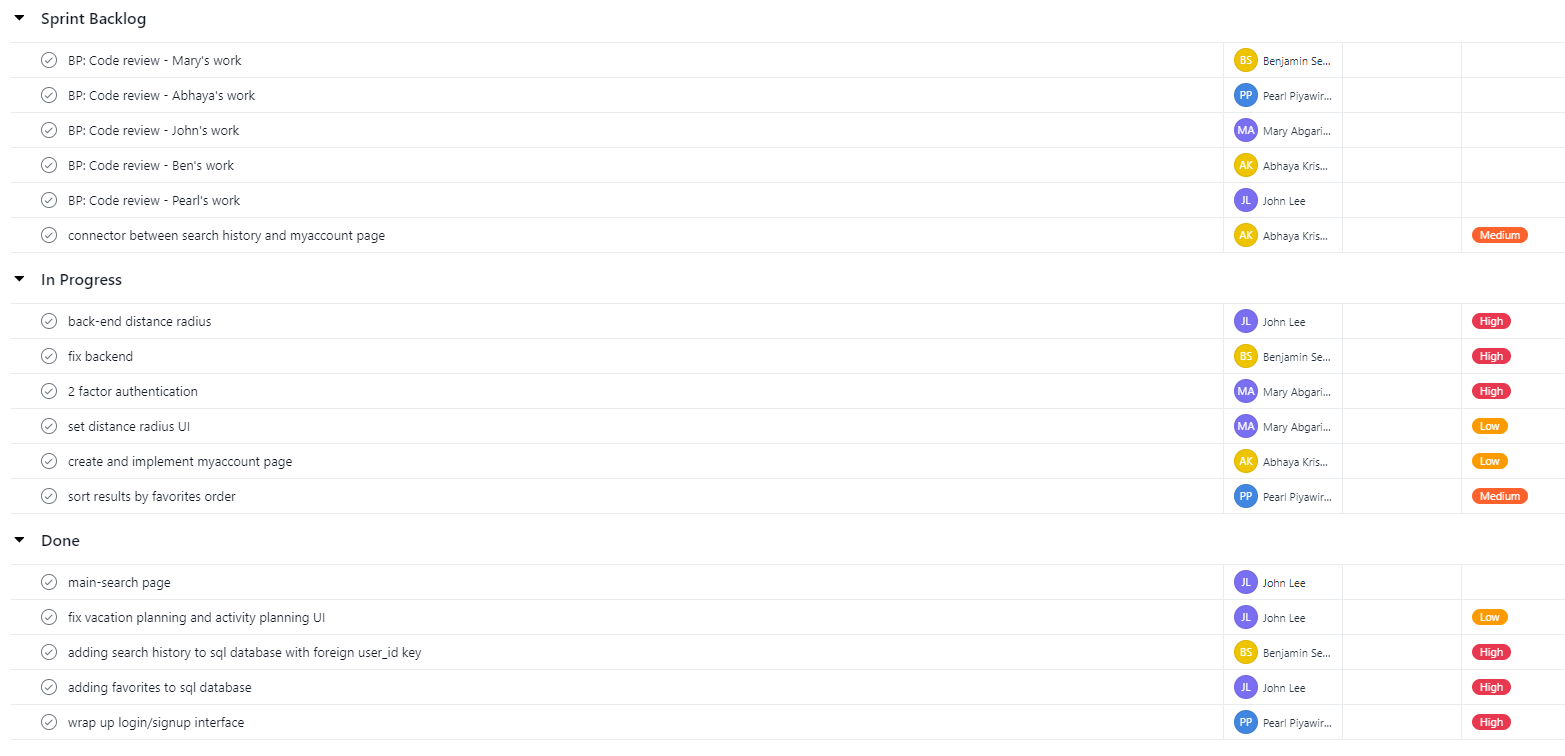 Sprint Backlog
BP: Code review - Mary's work BS Benjamin Se...
BP: Code review - Abhaya's work PP Pearl Piyawir...
BP: Code review - John's work MA Mary Abgari...
BP: Code review - Ben's work AK Abhaya Kris...
BP: Code review - Pearl's work JL John Lee
connector between search history and myaccount page AK Abhaya Kris... Medium
In Progress
back-end distance radius JL John Lee High
fix backend BS Benjamin Se... High
2 factor authentication MA Mary Abgari... High
set distance radius UI MA Mary Abgari... Low
create and implement myaccount page AK Abhaya Kris... Low
sort results by favorites order PP Pearl Piyawir... Medium
Done
main-search page JL John Lee
fix vacation planning and activity planning UI JL John Lee Low
adding search history to sql database with foreign user_id key BS Benjamin Se... High
adding favorites to sql database JL John Lee High
wrap up login/signup interface PP Pearl Piyawir... High